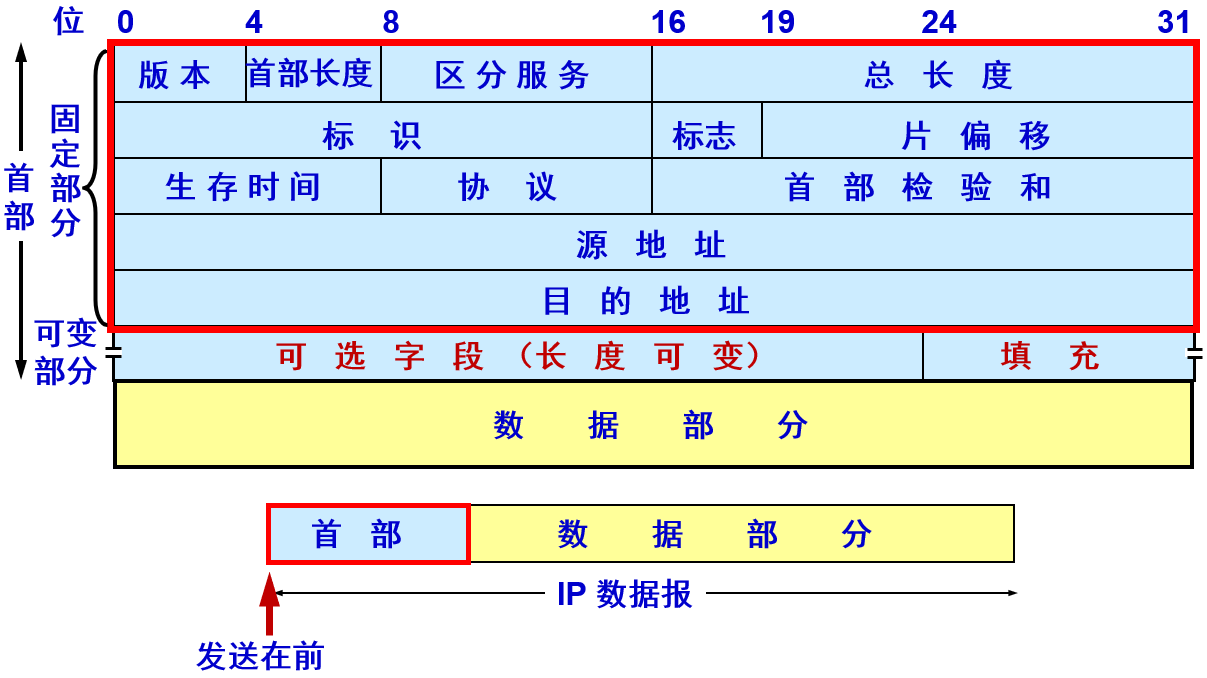 位 0 4 8 16 19 24 31
版本 首部长度 区分服务 总长度
标识 标志 片偏移
生存时间 协议 首部检验和
源地址
目的地址
首部
固定部分
可变部分
可选字段（长度可变） 填充
数据部分
首部 数据部分
IP 数据报
发送在前